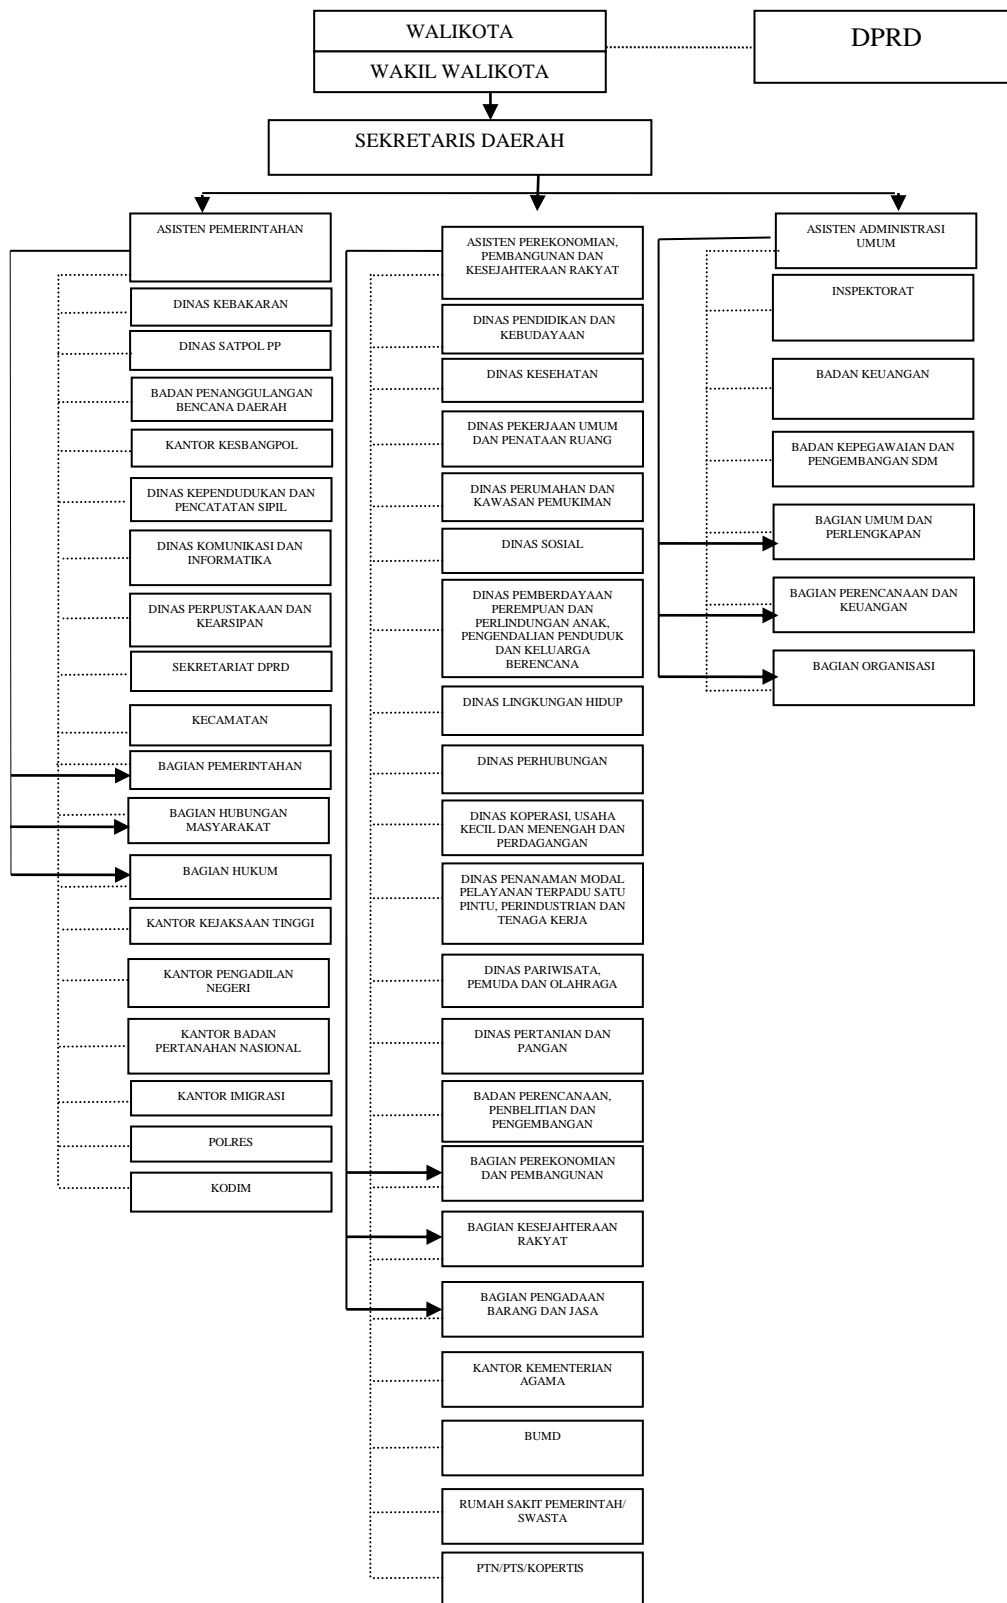 WALIKOTA
WAKIL WALIKOTA
DPRD
SEKRETARIS DAERAH
ASISTEN PEMERINTAHAN
DINAS KEBAKARAN
DINAS SATPOL PP
BADAN PENANGGULANGAN
BENCANA DAERAH
KANTOR KESBANGPOL
DINAS KEPENDUDUKAN DAN
PENCATATAN SIPIL
DINAS KOMUNIKASI DAN
INFORMATIKA
DINAS PERPUSTAKAAN DAN
KEARSIPAN
SEKRETARIAT DPRD
KECAMATAN
BAGIAN PEMERINTAHAN
BAGIAN HUBUNGAN
MASYARAKAT
BAGIAN HUKUM
KANTOR KEJAKSAAN TINGGI
KANTOR PENGADILAN
NEGERI
KANTOR BADAN
PERTANAHAN NASIONAL
KANTOR IMIGRASI
POLRES
KODIM
ASISTEN PEREKONOMIAN,
PEMBANGUNAN DAN
KESEJAHTERAAN RAKYAT
DINAS PENDIDIKAN DAN
KEBUDAYAAN
DINAS KESEHATAN
DINAS PEKERJAAN UMUM
DAN PENATAAN RUANG
DINAS PERUMAHAN DAN
KAWASAN PEMUKIMAN
DINAS SOSIAL
DINAS PEMBERDAYAAN
PEREMPUAN DAN
PERLINDUNGAN ANAK,
PENGENDALIAN PENDUDUK
DAN KELUARGA
BERENCANA
DINAS LINGKUNGAN HIDUP
DINAS PERHUBUNGAN
DINAS KOPERASI, USAHA
KECIL DAN MENENGAH DAN
PERDAGANGAN
DINAS PENANAMAN MODAL
PELAYANAN TERPADU SATU
PINTU, PERINDUSTRIAN DAN
TENAGA KERJA
DINAS PARIWISATA,
PEMUDA DAN OLAHRAGA
DINAS PERTANIAN DAN
PANGAN
BADAN PERENCANAAN,
PENBELITIAN DAN
PENGEMBANGAN
BAGIAN PEREKONOMIAN
DAN PEMBANGUNAN
BAGIAN KESEJAHTERAAN
RAKYAT
BAGIAN PENGADAAN
BARANG DAN JASA
KANTOR KEMENTERIAN
AGAMA
BUMD
RUMAH SAKIT PEMERINTAH/
SWASTA
PTN/PTS/KOPERTIS
ASISTEN ADMINISTRASI
UMUM
INSPEKTORAT
BADAN KEUANGAN
BADAN KEPEGAWAIAN DAN
PENGEMBANGAN SDM
BAGIAN UMUM DAN
PERLENGKAPAN
BAGIAN PERENCANAAN DAN
KEUANGAN
BAGIAN ORGANISASI